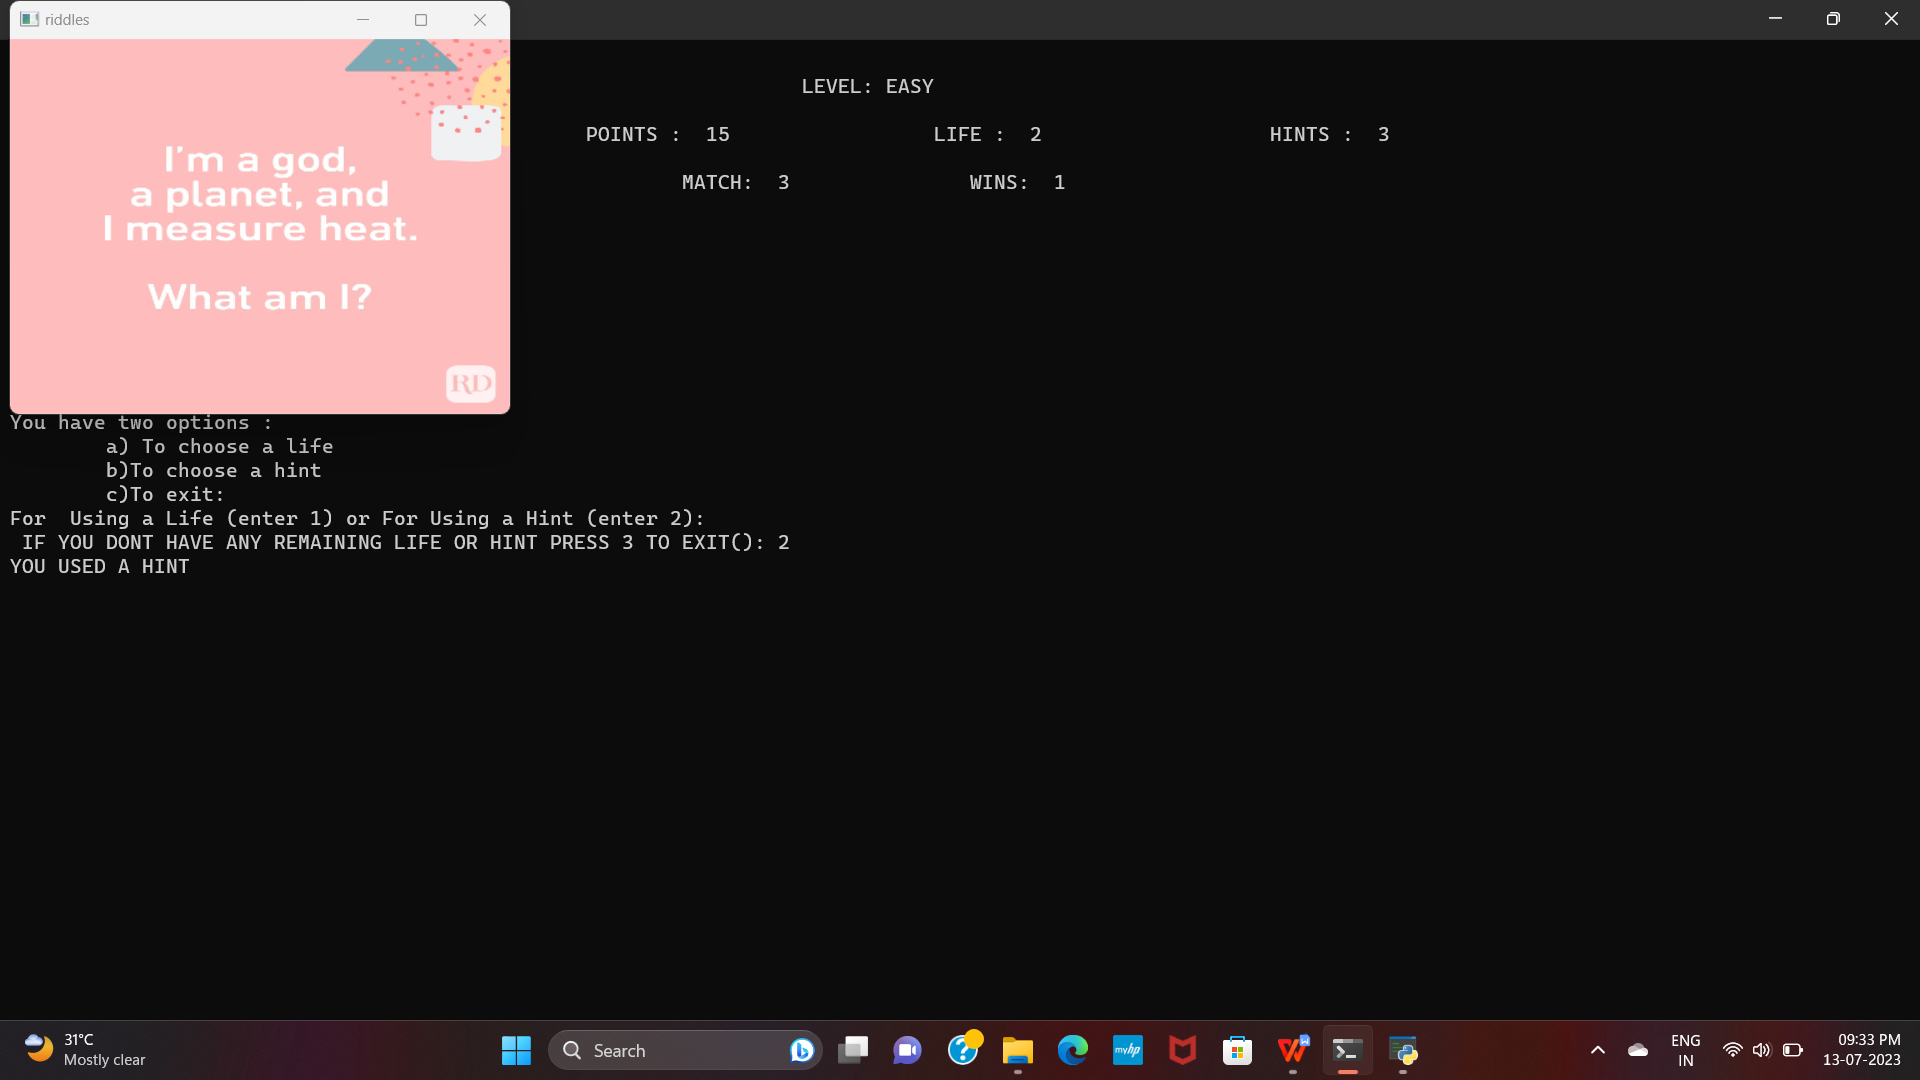 riddles
LEVEL: EASY
POINTS : 15 LIFE : 2 HINTS : 3
MATCH: 3 WINS: 1
I'm a god,
a planet, and
I measure heat.
What am I?
RD
You have two options :
a) To choose a life
b)To choose a hint
c)To exit:
For Using a Life (enter 1) or For Using a Hint (enter 2):
IF YOU DONT HAVE ANY REMAINING LIFE OR HINT PRESS 3 TO EXIT(): 2
YOU USED A HINT
31°C
Mostly clear
Search
myhp
W
ENG
IN
09:33 PM
13-07-2023